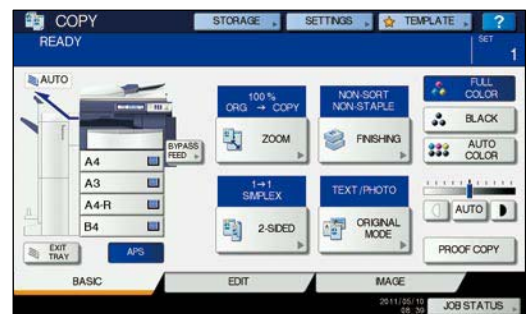 COPY
STORAGE
SETTINGS
TEMPLATE
?
READY
SET
1
AUTO
A4
A3
A4-R
B4
BYPASS
FEED
EXIT
TRAY
APS
100 %
ORG → COPY
ZOOM
NON-SORT
NON-STAPLE
FINISHING
1→1
SIMPLEX
2-SIDED
TEXT/PHOTO
ORIGINAL
MODE
FULL
COLOR
BLACK
AUTO
COLOR
AUTO
PROOF COPY
BASIC
EDIT
IMAGE
2011/05/10
08:39
JOB STATUS